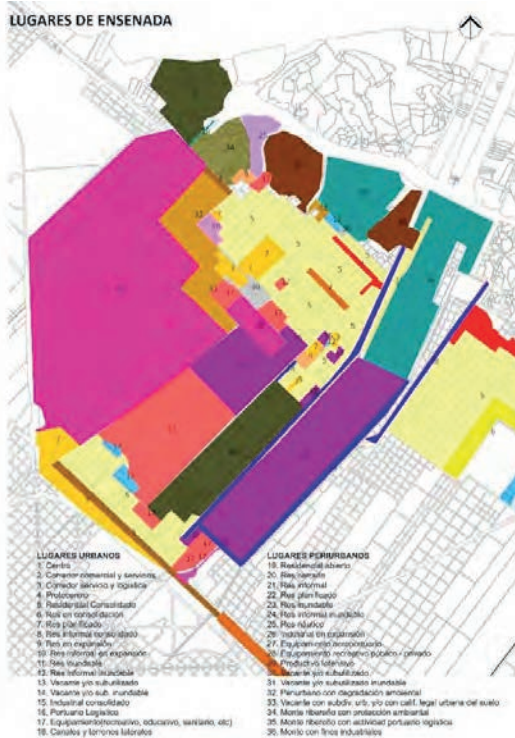 LUGARES DE ENSENADA
LUGARES URBANOS
1. Centro
2. Corredor comercial y servicios
3. Corredor servicio y logística
4. Protocentro
5. Residencial Consolidado
6. Res en consolidación
7. Res planificado
8. Res informal consolidado
9. Res en expansión
10. Res informal en expansión
11. Res inundable
12. Res informal inundable
13. Vacante y/o subutilizado
14. Vacante y/o sub. inundable
15. Industrial consolidado
16. Portuario Logístico
17. Equipamiento(recreativo, educativo, sanitario, etc)
18. Canales y terrenos laterales
LUGARES PERIURBANOS
19. Residencial abierto
20. Res cerrado
21. Res informal
22. Res planificado
23. Res inundable
24. Res informal inundable
25. Res náutico
26. Industrial en expansión
27. Equipamiento aeroportuario
28. Equipamiento recreativo público - privado
29. Productivo intensivo
30. Vacante y/o subutilizado
31. Vacante y/o subutilizado inundable
32. Periurbano con degradación ambiental
33. Vacante con subdiv. urb. y/o con calif. legal urbana del suelo
34. Monte ribereño con protección ambiental
35. Monte ribereño con actividad portuario logística
36. Monte con fines industriales